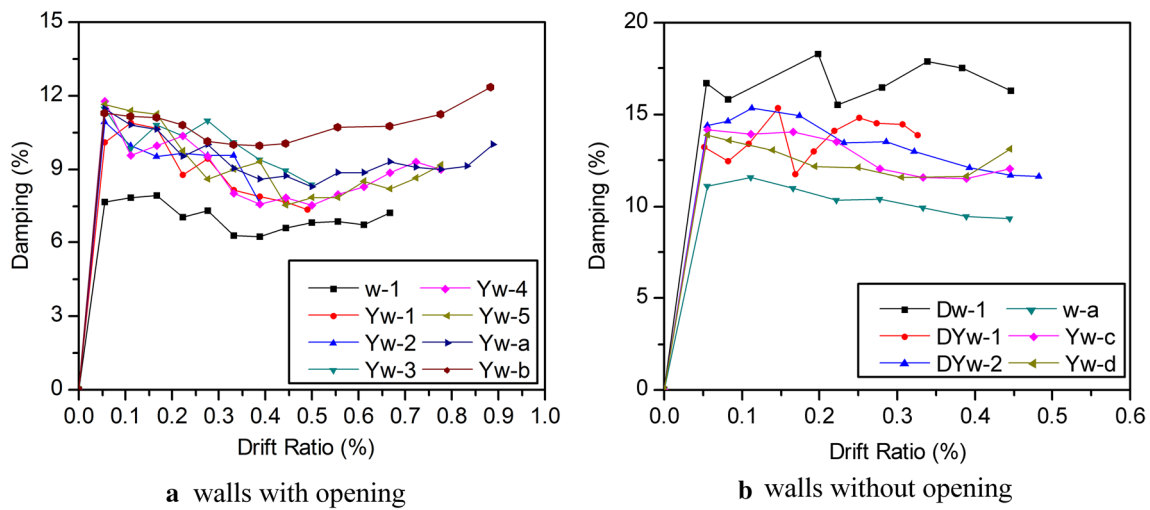 15
12
9
6
3
0
Damping (%)
0.0 0.1 0.2 0.3 0.4 0.5 0.6 0.7 0.8 0.9 1.0
Drift Ratio (%)
w-1 Yw-4
Yw-1 Yw-5
Yw-2 Yw-a
Yw-3 Yw-b
a walls with opening
20
15
10
5
0
Damping (%)
0.0 0.1 0.2 0.3 0.4 0.5 0.6
Drift Ratio (%)
Dw-1 w-a
DYw-1 Yw-c
DYw-2 Yw-d
b walls without opening